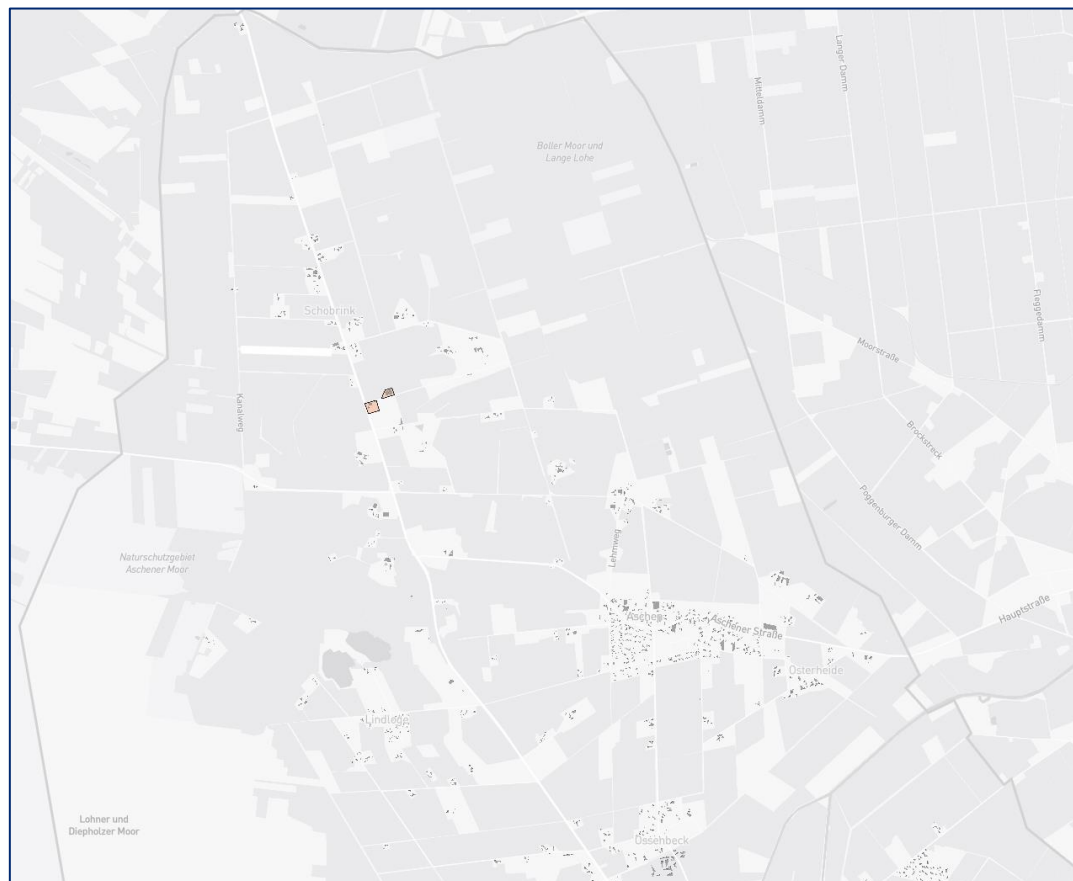 Langer Damm
Mitteldamm
Boller Moor und
Lange Lohe
Fleggedamm
Schobrink
Moorstraße
Kanalweg
Brockstreck
Poggenburger Damm
Naturschutzgebiet
Aschener Moor
Lehmweg
Hauptstraße
Aschen
Aschener Straße
Osterheide
Lindloge
Lohner und
Diepholzer Moor
Ossenbeck